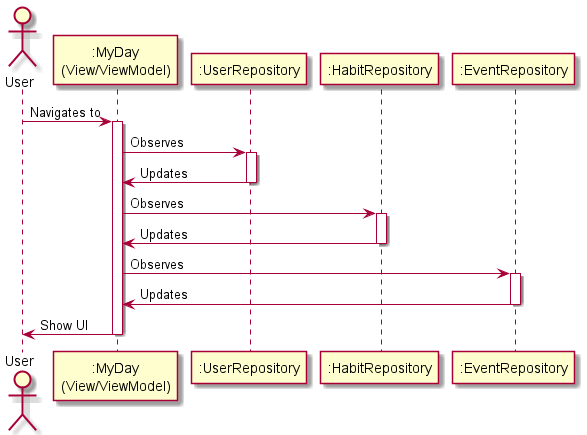 User
:MyDay
(View/ViewModel)
:UserRepository
:HabitRepository
:EventRepository
Navigates to
Observes
Updates
Observes
Updates
Observes
Updates
Show UI
User
:MyDay
(View/ViewModel)
:UserRepository
:HabitRepository
:EventRepository